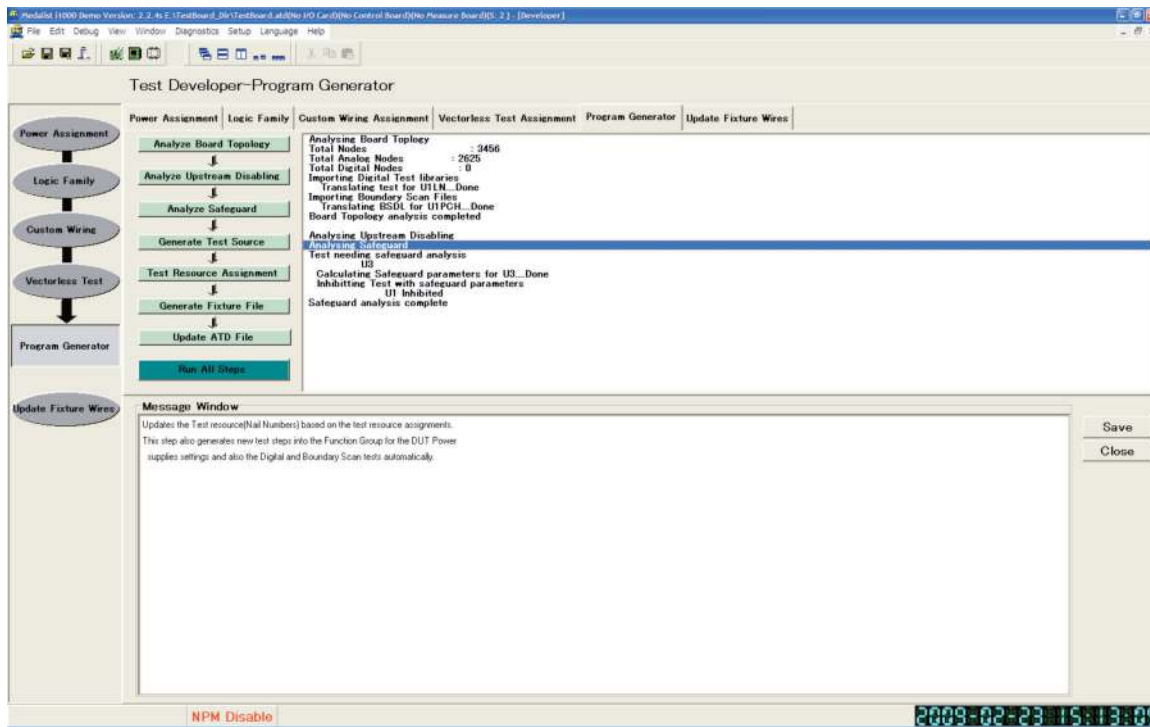 Medalist i1000 Demo Version: 2.2.4s E:\TestBoard_Dir\TestBoard.atd(No I/O Card)(No Control Board)(No Measure Board)[S: 2 ] - [Developer]
File Edit Debug View Window Diagnostics Setup Language Help
Test Developer-Program Generator
Power Assignment Logic Family Custom Wiring Assignment Vectorless Test Assignment Program Generator Update Fixture Wires
Power Assignment
Logic Family
Custom Wiring
Vectorless Test
Program Generator
Update Fixture Wires
Analyze Board Topology
Analyze Upstream Disabling
Analyze Safeguard
Generate Test Source
Test Resource Assignment
Generate Fixture File
Update ATD File
Run All Steps
Analysing Board Toplogy
Total Nodes : 3456
Total Analog Nodes : 2625
Total Digital Nodes : 0
Importing Digital Test libraries
Translating test for U1LN...Done
Importing Boundary Scan Files
Translating BSDL for U1PCH...Done
Board Topology analysis completed
Analysing Upstream Disabling
Analysing Safeguard
Test needing safeguard analysis
U3
Calculating Safeguard parameters for U3...Done
Inhibitting Test with safeguard parameters
U1 Inhibited
Safeguard analysis complete
Message Window
Updates the Test resource(Nail Numbers) based on the test resource assignments.
This step also generates new test steps into the Function Group for the DUT Power
supplies settings and also the Digital and Boundary Scan tests automatically.
Save
Close
NPM Disable
2009-02-23 15:13:0